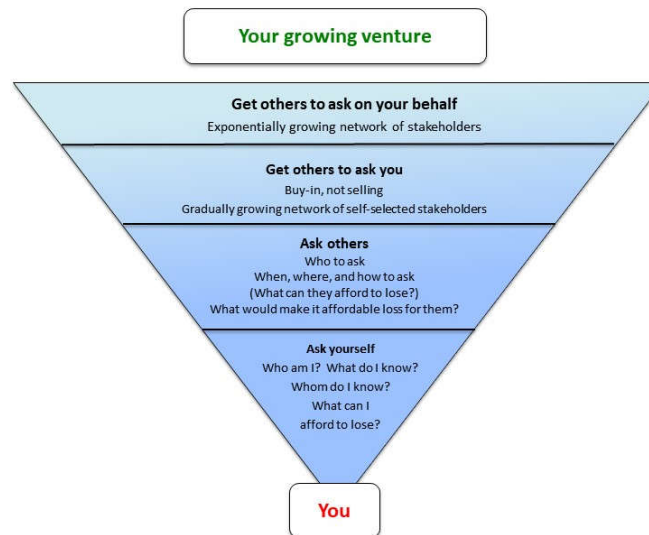 Your growing venture
Get others to ask on your behalf
Exponentially growing network of stakeholders
Get others to ask you
Buy-in, not selling
Gradually growing network of self-selected stakeholders
Ask others
Who to ask
When, where, and how to ask
(What can they afford to lose?)
What would make it affordable loss for them?
Ask yourself
Who am I? What do I know?
Whom do I know?
What can I
afford to lose?
You